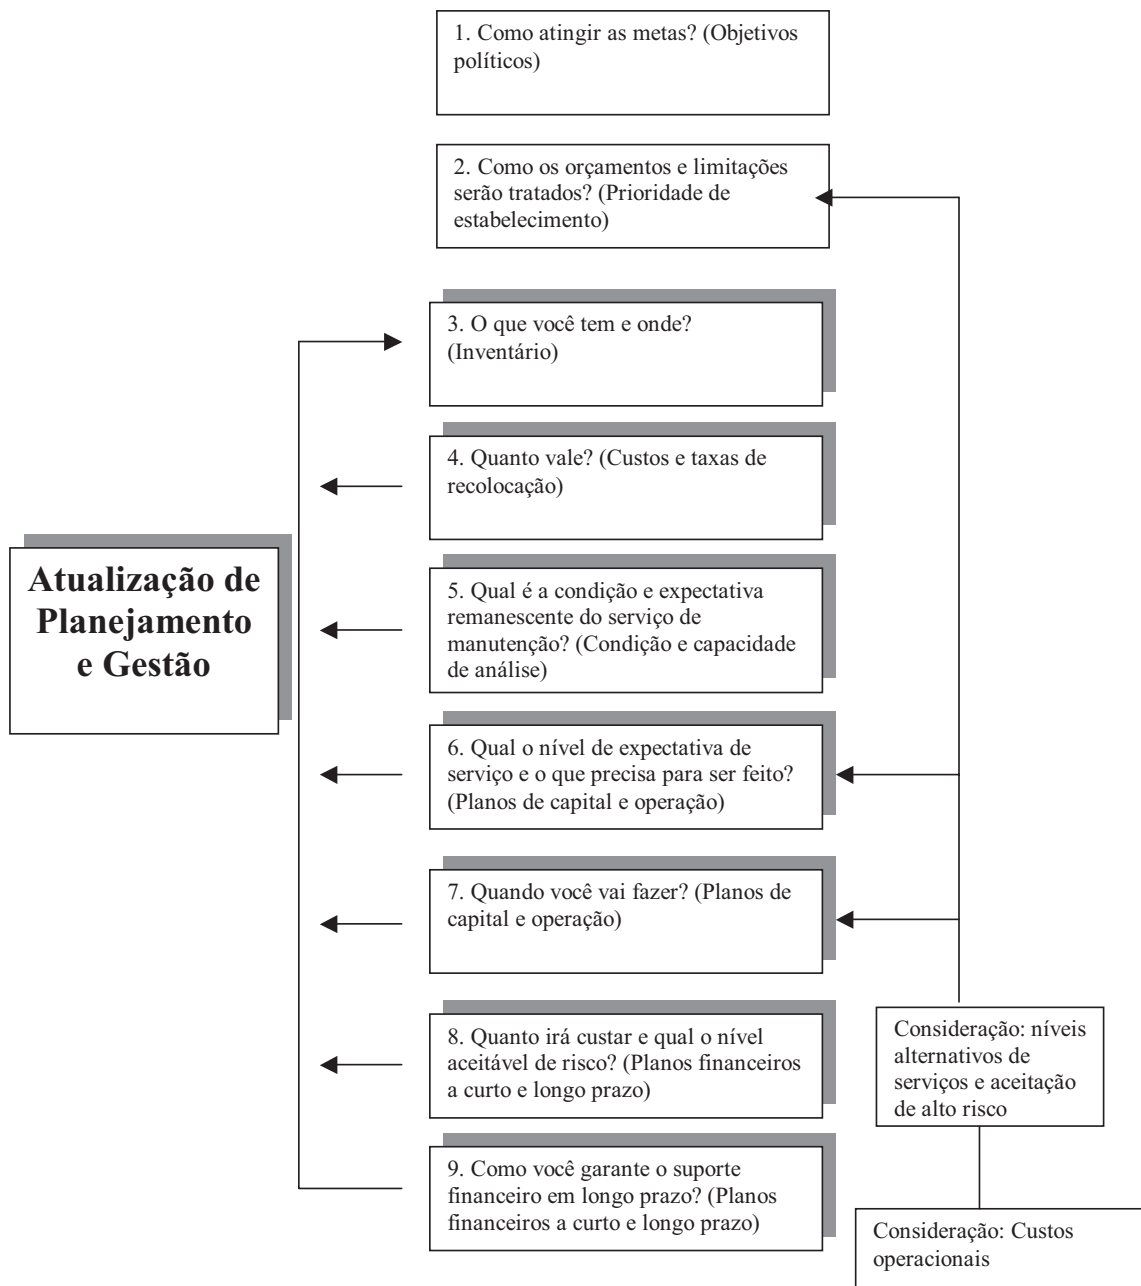 1. Como atingir as metas? (Objetivos
políticos)
2. Como os orçamentos e limitações
serão tratados? (Prioridade de
estabelecimento)
3. O que você tem e onde?
(Inventário)
4. Quanto vale? (Custos e taxas de
recolocação)
Atualização de
Planejamento
e Gestão
5. Qual é a condição e expectativa
remanescente do serviço de
manutenção? (Condição e capacidade
de análise)
6. Qual o nível de expectativa de
serviço e o que precisa para ser feito?
(Planos de capital e operação)
7. Quando você vai fazer? (Planos de
capital e operação)
8. Quanto irá custar e qual o nível
aceitável de risco? (Planos financeiros
a curto e longo prazo)
Consideração: níveis
alternativos de
serviços e aceitação
de alto risco
9. Como você garante o suporte
financeiro em longo prazo? (Planos
financeiros a curto e longo prazo)
Consideração: Custos
operacionais